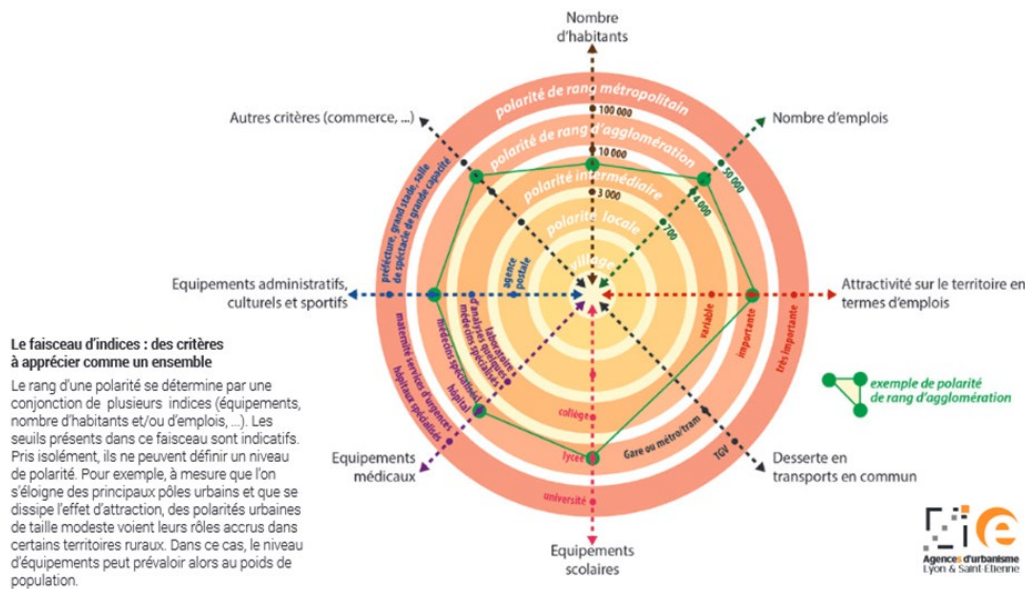 Nombre
d'habitants
Autres critères (commerce, ...)
Nombre d'emplois
polarité de rang métropolitain
100 000
polarité de rang d'agglomération
10 000
50 000
polarité intermédiaire
3 000
4 000
polarité locale
700
village
préfécture, grand stade, salle
de spéctacle de grande capacité
agence
postale
Equipements administratifs,
culturels et sportifs
Attractivité sur le territoire en
termes d'emplois
variable
importante
très importante
laboratoire
d'analyses quelques
médecins spécialisés
médecins spécialisés
hôpital
maternité services d'urgences
hôpitaux spécialisés
collège
lycée
université
Gare ou métro/tram
TGV
Equipements
médicaux
Desserte en
transports en commun
Equipements
scolaires
exemple de polarité
de rang d'agglomération
Le faisceau d'indices : des critères
à apprécier comme un ensemble
Le rang d'une polarité se détermine par une
conjonction de plusieurs indices (équipements,
nombre d'habitants et/ou d'emplois, ...). Les
seuils présents dans ce faisceau sont indicatifs.
Pris isolément, ils ne peuvent définir un niveau
de polarité. Pour exemple, à mesure que l'on
s'éloigne des principaux pôles urbains et que se
dissipe l'effet d'attraction, des polarités urbaines
de taille modeste voient leurs rôles accrus dans
certains territoires ruraux. Dans ce cas, le niveau
d'équipements peut prévaloir alors au poids de
population.
Agences d'urbanisme
Lyon & Saint-Etienne